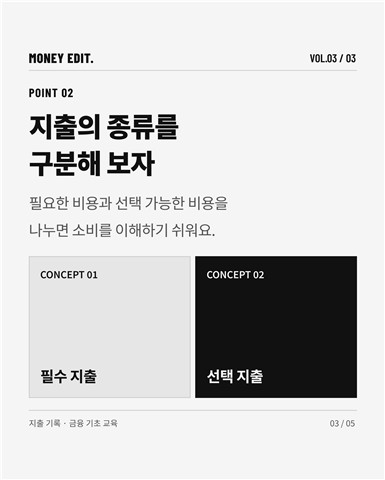 MONEY EDIT.
VOL.03 / 03
POINT 02
지출의 종류를
구분해 보자
필요한 비용과 선택 가능한 비용을
나누면 소비를 이해하기 쉬워요.
CONCEPT 01
필수 지출
CONCEPT 02
선택 지출
지출 기록 · 금융 기초 교육
03 / 05